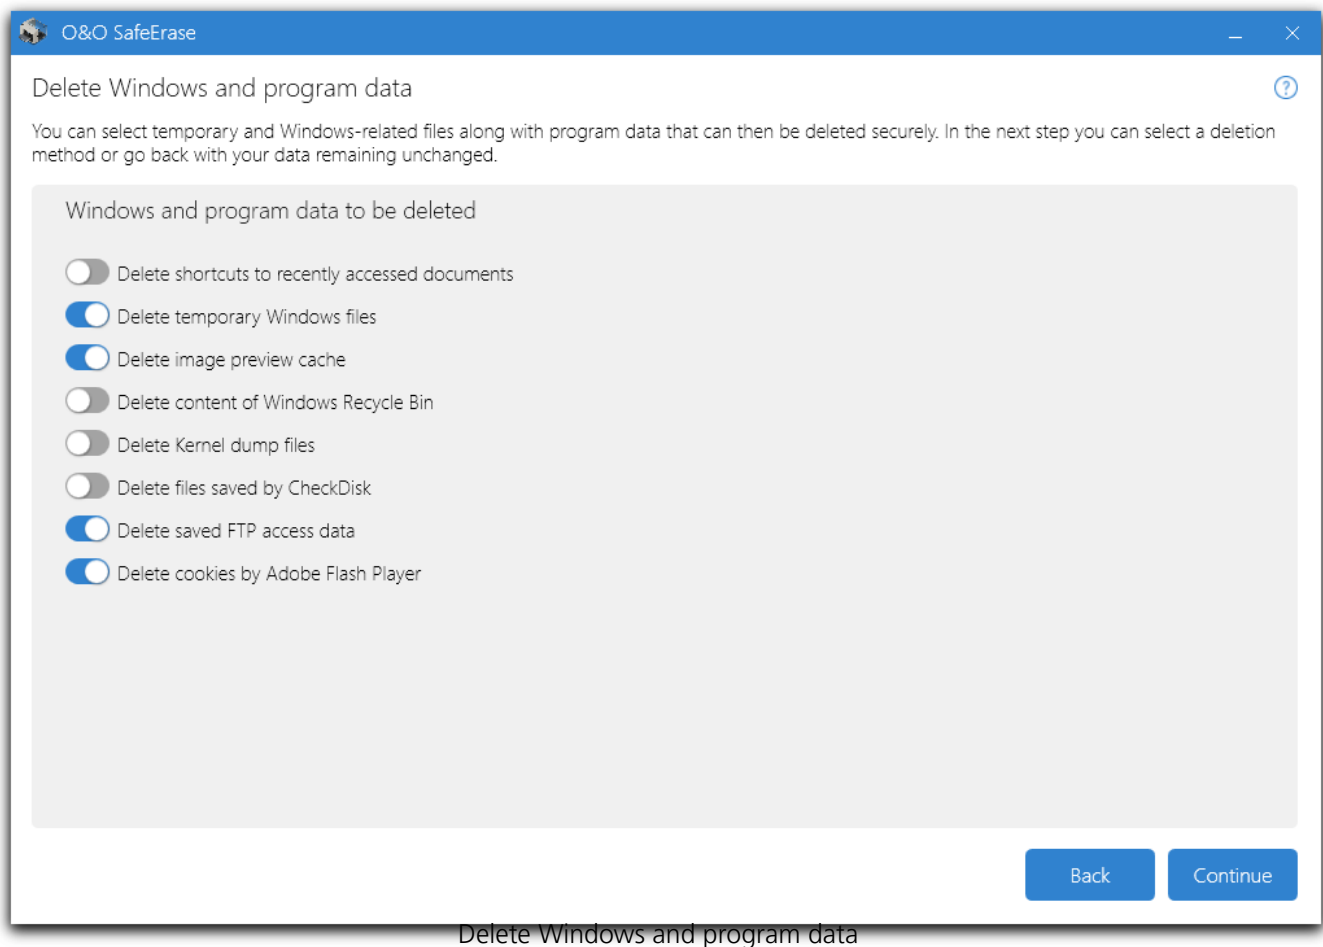 O&O SafeErase
Delete Windows and program data
You can select temporary and Windows-related files along with program data that can then be deleted securely. In the next step you can select a deletion
method or go back with your data remaining unchanged.
Windows and program data to be deleted
Delete shortcuts to recently accessed documents
Delete temporary Windows files
Delete image preview cache
Delete content of Windows Recycle Bin
Delete Kernel dump files
Delete files saved by CheckDisk
Delete saved FTP access data
Delete cookies by Adobe Flash Player
Back Continue
Delete Windows and program data